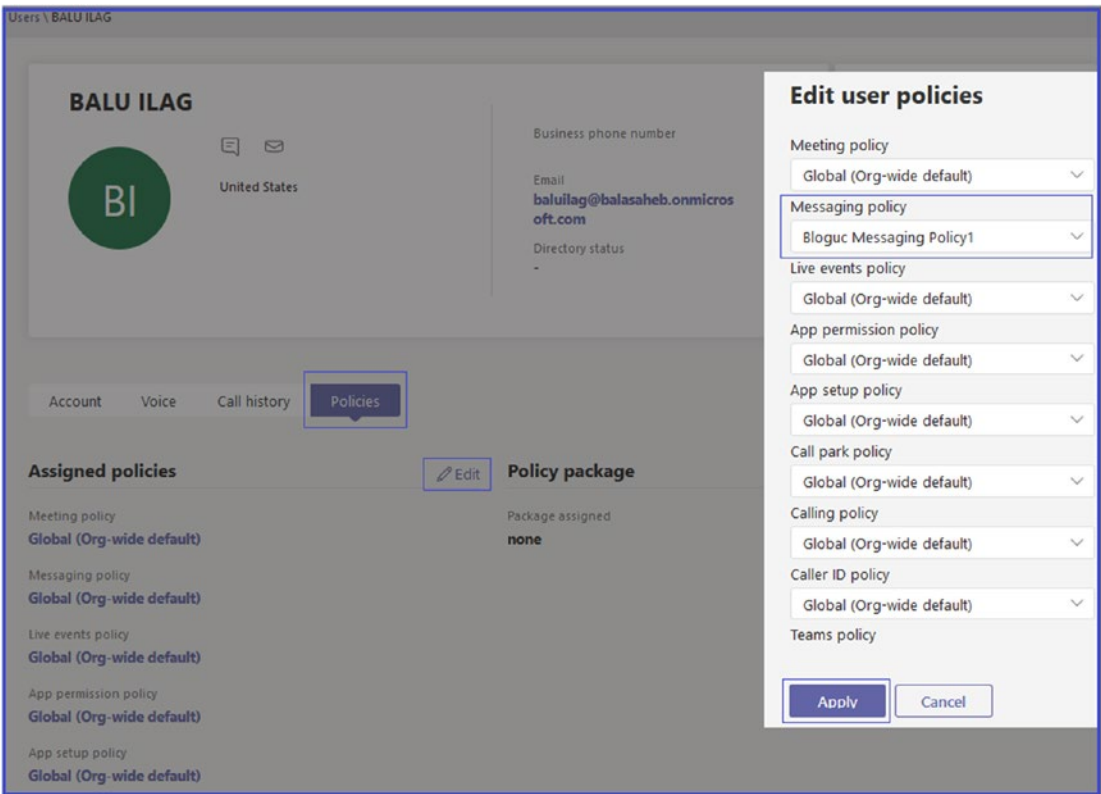 Users \ BALU ILAG
BALU ILAG
BI
United States
Business phone number
Email
baluilag@balasaheb.onmicros
oft.com
Directory status
-
Account Voice Call history Policies
Assigned policies
Edit
Policy package
Meeting policy
Global (Org-wide default)
Messaging policy
Global (Org-wide default)
Live events policy
Global (Org-wide default)
App permission policy
Global (Org-wide default)
App setup policy
Global (Org-wide default)
Package assigned
none
Edit user policies
Meeting policy
Global (Org-wide default)
Messaging policy
Bloguc Messaging Policy1
Live events policy
Global (Org-wide default)
App permission policy
Global (Org-wide default)
App setup policy
Global (Org-wide default)
Call park policy
Global (Org-wide default)
Calling policy
Global (Org-wide default)
Caller ID policy
Global (Org-wide default)
Teams policy
Apply Cancel